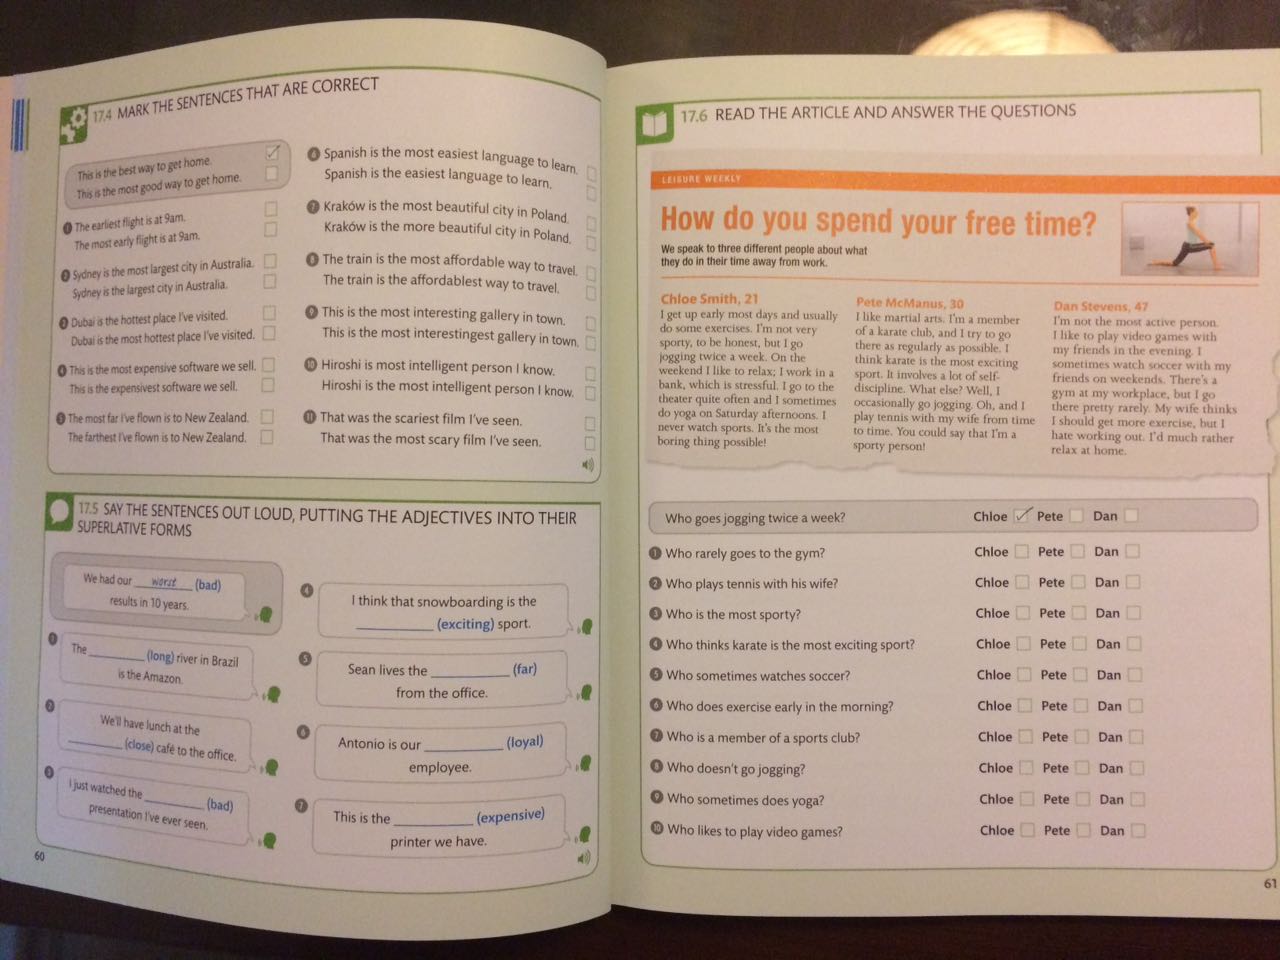 17.4 MARK THE SENTENCES THAT ARE CORRECT
This is the best way to get home.
This is the most good way to get home.
1 The earliest flight is at 9am.
The most early flight is at 9am.
2 Sydney is the most largest city in Australia.
Sydney is the largest city in Australia.
3 Dubai is the hottest place I've visited.
Dubai is the most hottest place I've visited.
4 This is the most expensive software we sell.
This is the expensivest software we sell.
5 The most far I've flown is to New Zealand.
The farthest I've flown is to New Zealand.
6 Spanish is the most easiest language to learn.
Spanish is the easiest language to learn.
7 Kraków is the most beautiful city in Poland.
Kraków is the more beautiful city in Poland.
8 The train is the most affordable way to travel.
The train is the affordablest way to travel.
9 This is the most interesting gallery in town.
This is the most interestingest gallery in town.
10 Hiroshi is most intelligent person I know.
Hiroshi is the most intelligent person I know.
11 That was the scariest film I've seen.
That was the most scary film I've seen.
17.5 SAY THE SENTENCES OUT LOUD, PUTTING THE ADJECTIVES INTO THEIR
SUPERLATIVE FORMS
We had our worst (bad)
results in 10 years.
1 The ________ (long) river in Brazil
is the Amazon.
2 We'll have lunch at the
________ (close) café to the office.
3 I just watched the ________ (bad)
presentation I've ever seen.
4 I think that snowboarding is the
________ (exciting) sport.
5 Sean lives the ________ (far)
from the office.
6 Antonio is our ________ (loyal)
employee.
7 This is the ________ (expensive)
printer we have.
60
17.6 READ THE ARTICLE AND ANSWER THE QUESTIONS
LEISURE WEEKLY
How do you spend your free time?
We speak to three different people about what
they do in their time away from work.
Chloe Smith, 21
I get up early most days and usually
do some exercises. I'm not very
sporty, to be honest, but I go
jogging twice a week. On the
weekend I like to relax; I work in a
bank, which is stressful. I go to the
theater quite often and I sometimes
do yoga on Saturday afternoons. I
never watch sports. It's the most
boring thing possible!
Pete McManus, 30
I like martial arts. I'm a member
of a karate club, and I try to go
there as regularly as possible. I
think karate is the most exciting
sport. It involves a lot of self-
discipline. What else? Well, I
occasionally go jogging. Oh, and I
play tennis with my wife from time
to time. You could say that I'm a
sporty person!
Dan Stevens, 47
I'm not the most active person.
I like to play video games with
my friends in the evening. I
sometimes watch soccer with my
friends on weekends. There's a
gym at my workplace, but I go
there pretty rarely. My wife thinks
I should get more exercise, but I
hate working out. I'd much rather
relax at home.
Who goes jogging twice a week? Chloe Pete Dan
1 Who rarely goes to the gym? Chloe Pete Dan
2 Who plays tennis with his wife? Chloe Pete Dan
3 Who is the most sporty? Chloe Pete Dan
4 Who thinks karate is the most exciting sport? Chloe Pete Dan
5 Who sometimes watches soccer? Chloe Pete Dan
6 Who does exercise early in the morning? Chloe Pete Dan
7 Who is a member of a sports club? Chloe Pete Dan
8 Who doesn't go jogging? Chloe Pete Dan
9 Who sometimes does yoga? Chloe Pete Dan
10 Who likes to play video games? Chloe Pete Dan
61